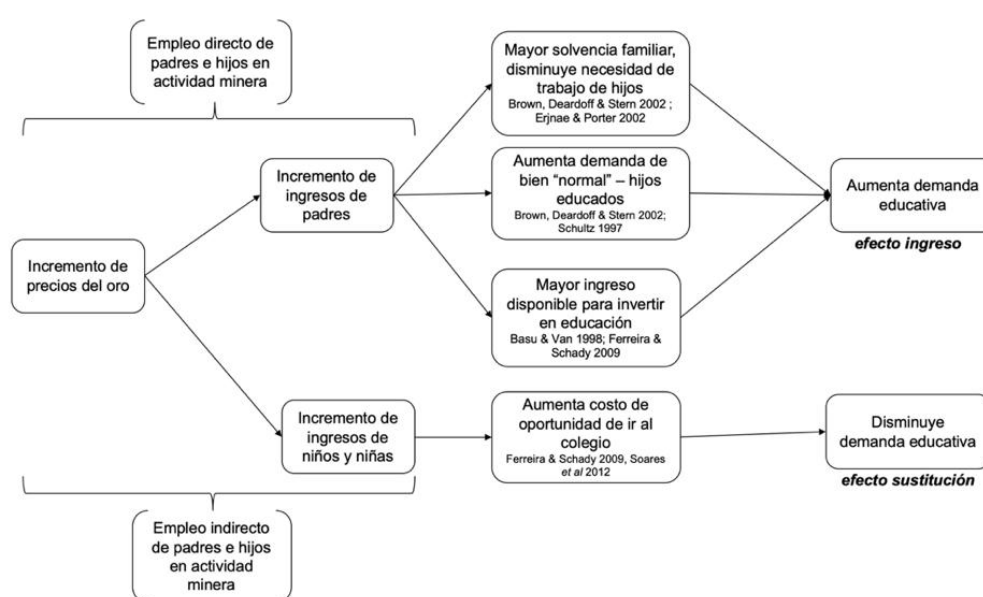 Empleo directo de
padres e hijos en
actividad minera
Mayor solvencia familiar,
disminuye necesidad de
trabajo de hijos
Brown, Deardoff & Stern 2002 ;
Erjnae & Porter 2002
Incremento de
ingresos de
padres
Aumenta demanda de
bien “normal” – hijos
educados
Brown, Deardoff & Stern 2002;
Schultz 1997
Aumenta demanda
educativa
efecto ingreso
Incremento de
precios del oro
Mayor ingreso
disponible para invertir
en educación
Basu & Van 1998; Ferreira &
Schady 2009
Incremento de
ingresos de
niños y niñas
Aumenta costo de
oportunidad de ir al
colegio
Ferreira & Schady 2009, Soares
et al 2012
Disminuye
demanda educativa
efecto sustitución
Empleo indirecto
de padres e hijos
en actividad
minera